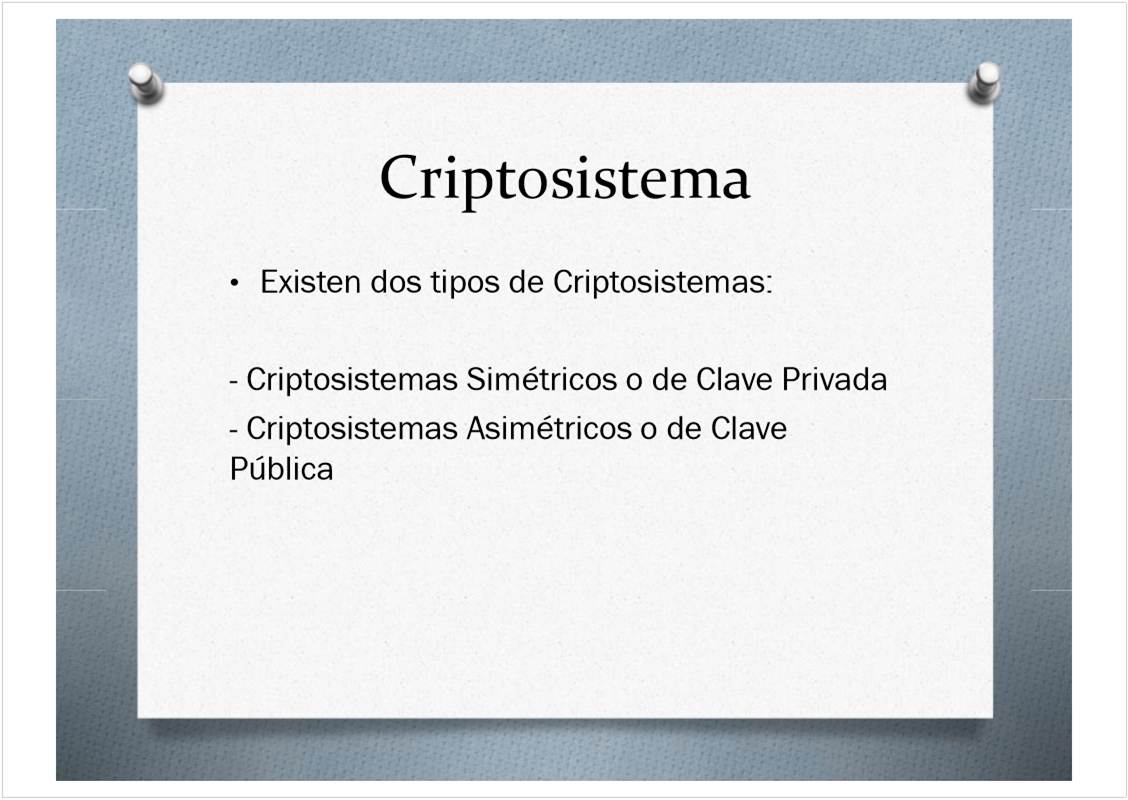 Criptosistema
• Existen dos tipos de Criptosistemas:
- Criptosistemas Simétricos o de Clave Privada
- Criptosistemas Asimétricos o de Clave
Pública